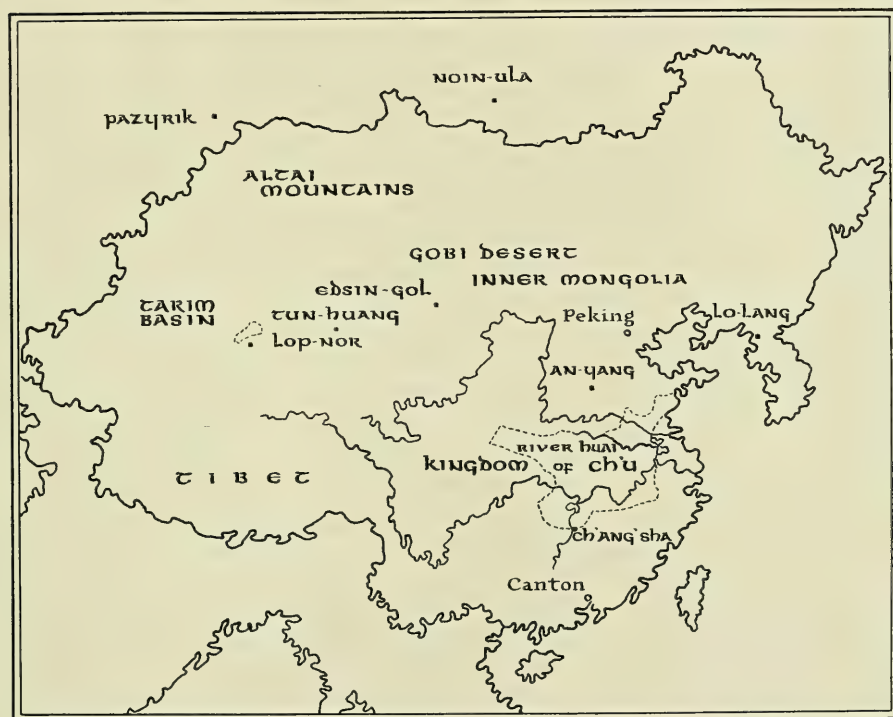 NOIN-ULA
PAZYRIK
ALTAI
MOUNTAINS
GOBI DESERT
INNER MONGOLIA
EDSIN-GOL
TARIM
BASIN
TUN-HUANG
LOP-NOR
Peking
LO-LANG
AN-YANG
RIVER HUAI
KINGDOM OF CH'U
TIBET
CH'ANG'SHA
Canton